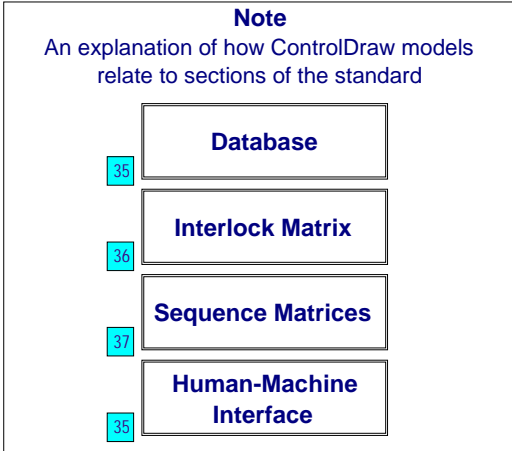 Note
An explanation of how ControlDraw models
relate to sections of the standard
Database
35
Interlock Matrix
36
Sequence Matrices
37
Human-Machine
Interface
35